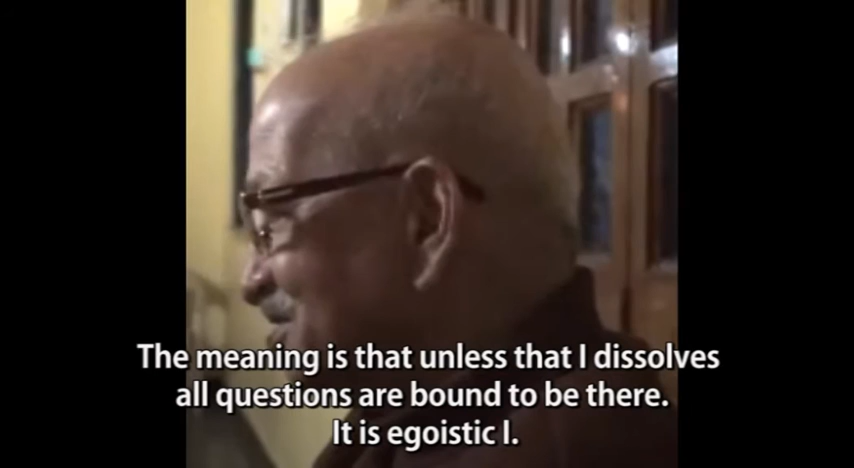 The meaning is that unless that I dissolves
all questions are bound to be there.
It is egoistic I.